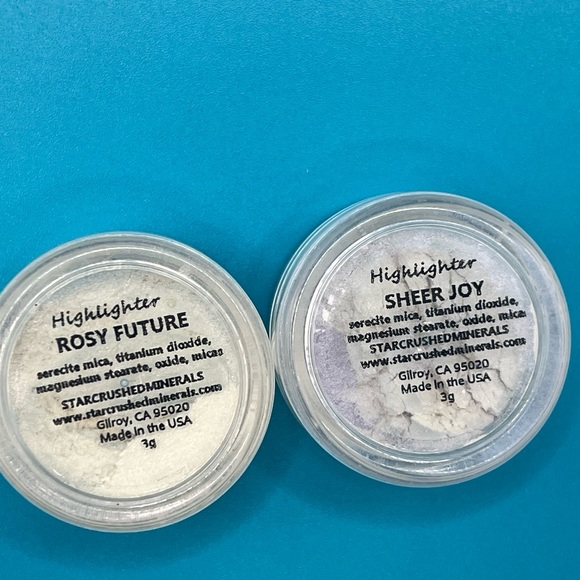 Highlighter
ROSY FUTURE
serecite mica, titanium dioxide,
magnesium stearate, oxide, micas
STARCRUSHEDMINERALS
www.starcrushedminerals.com
Gilroy, CA 95020
Made in the USA
3g
Highlighter
SHEER JOY
serecite mica, titanium dioxide,
magnesium stearate, oxide, micas
STARCRUSHEDMINERALS
www.starcrushedminerals.com
Gilroy, CA 95020
Made in the USA
3g